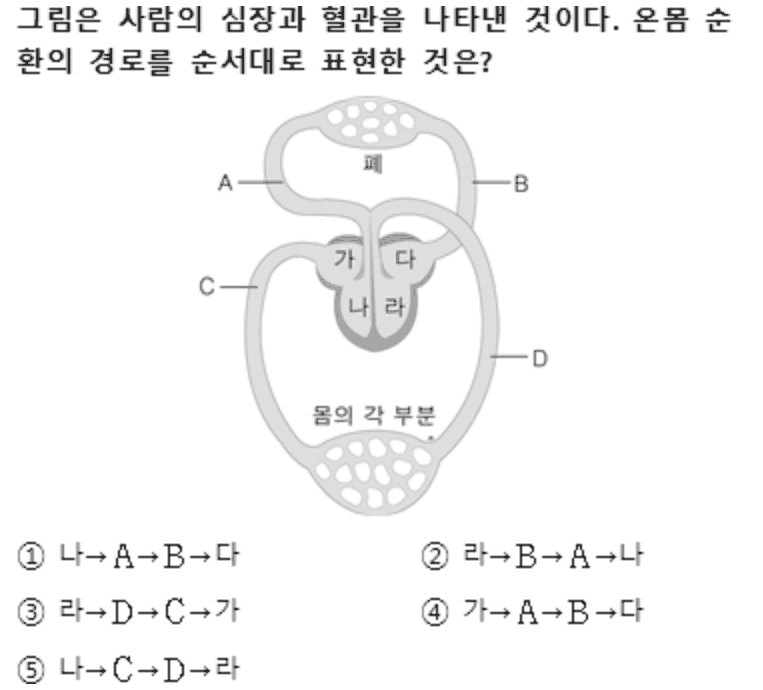 그림은 사람의 심장과 혈관을 나타낸 것이다. 온몸 순
환의 경로를 순서대로 표현한 것은?
폐
A
B
가 다
C
나 라
D
몸의 각 부분
① 나→A→B→다
② 라→B→A→나
③ 라→D→C→가
④ 가→A→B→다
⑤ 나→C→D→라